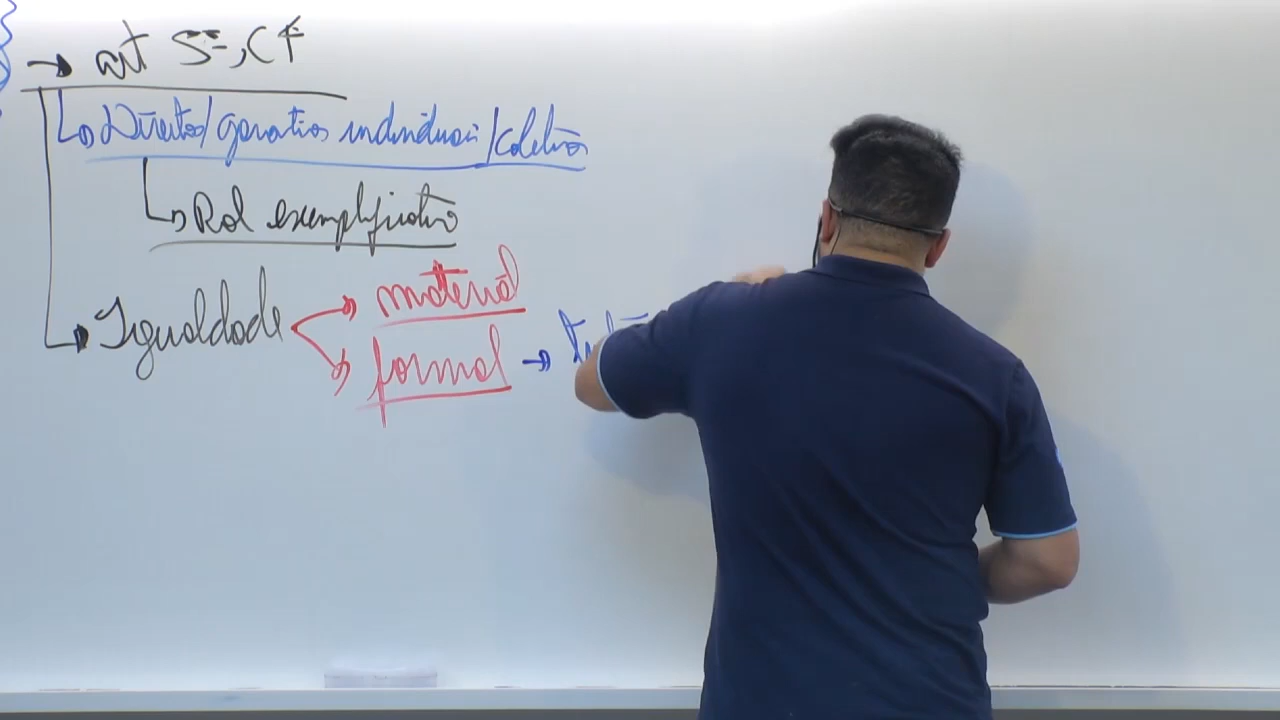 → art 5º, CF
↳ Direitos/garantias individuais/coletivos
↳ Rol exemplificativo
→ Igualdade → material
→ formal →